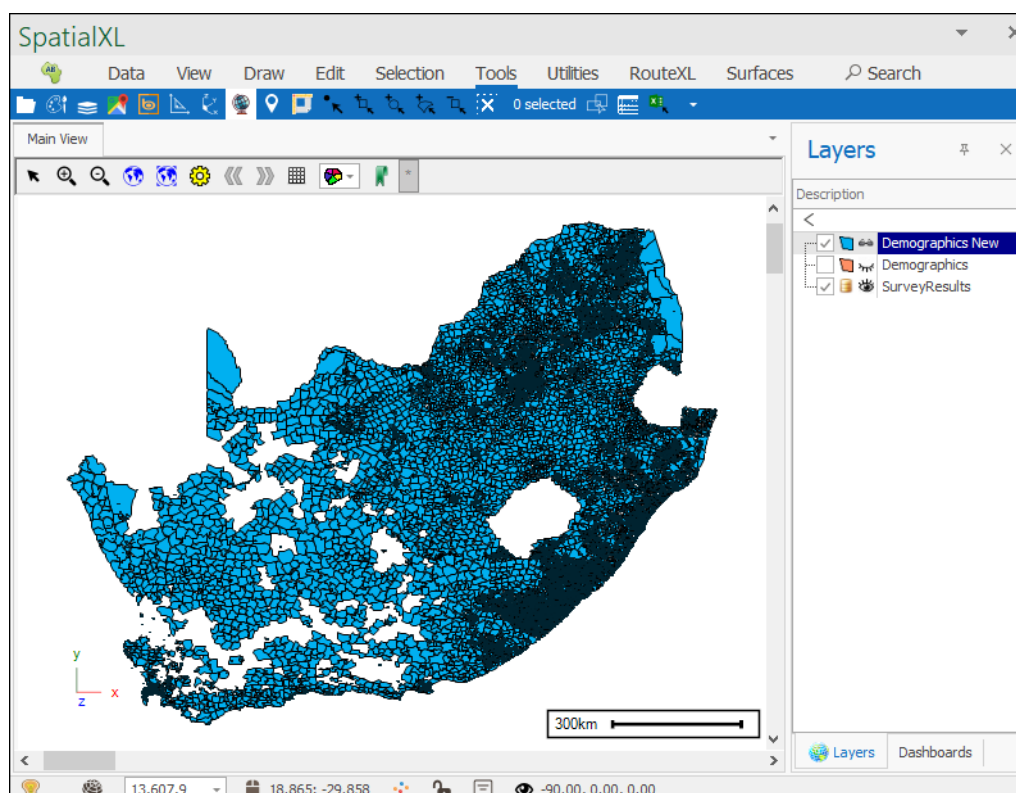 SpatialXL
AB
Data View Draw Edit Selection Tools Utilities RouteXL Surfaces Search
0 selected
Main View
Layers
*
Description
<
Demographics New
Demographics
SurveyResults
y
x
z
300km
Layers Dashboards
13,607.9 18.865; -29.858 -90.00, 0.00, 0.00